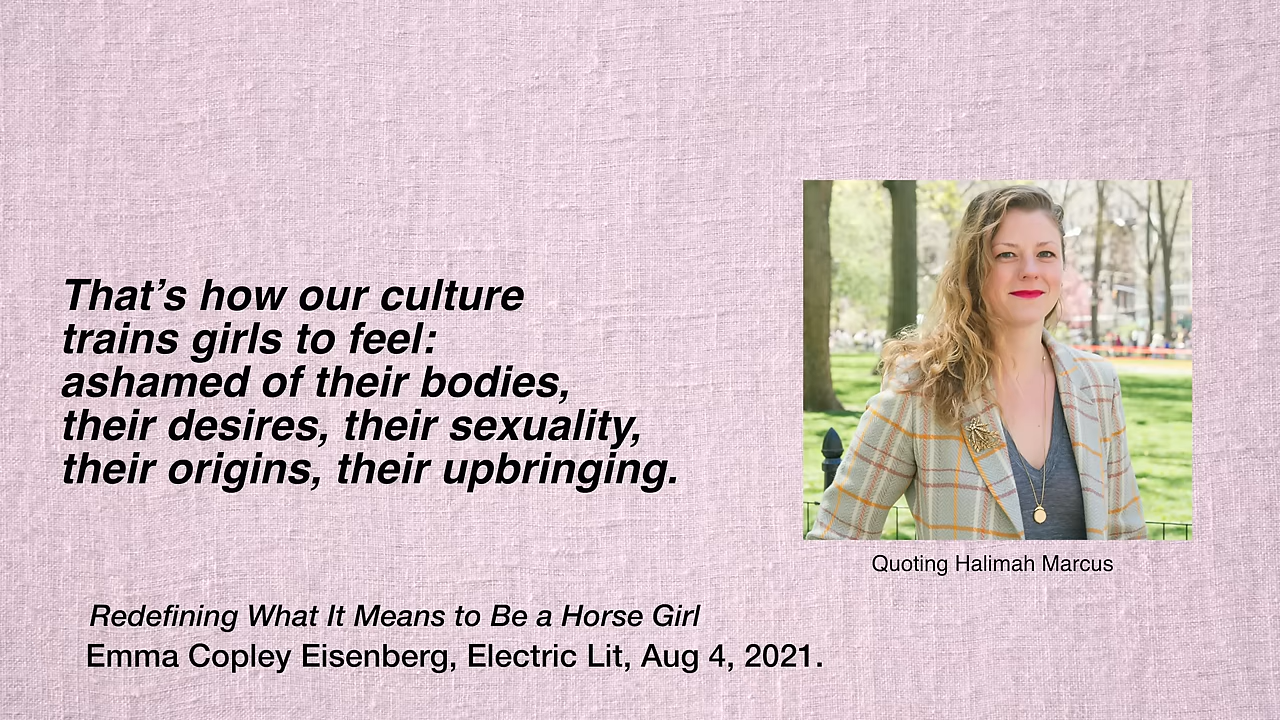 That’s how our culture
trains girls to feel:
ashamed of their bodies,
their desires, their sexuality,
their origins, their upbringing.
Quoting Halimah Marcus
Redefining What It Means to Be a Horse Girl
Emma Copley Eisenberg, Electric Lit, Aug 4, 2021.